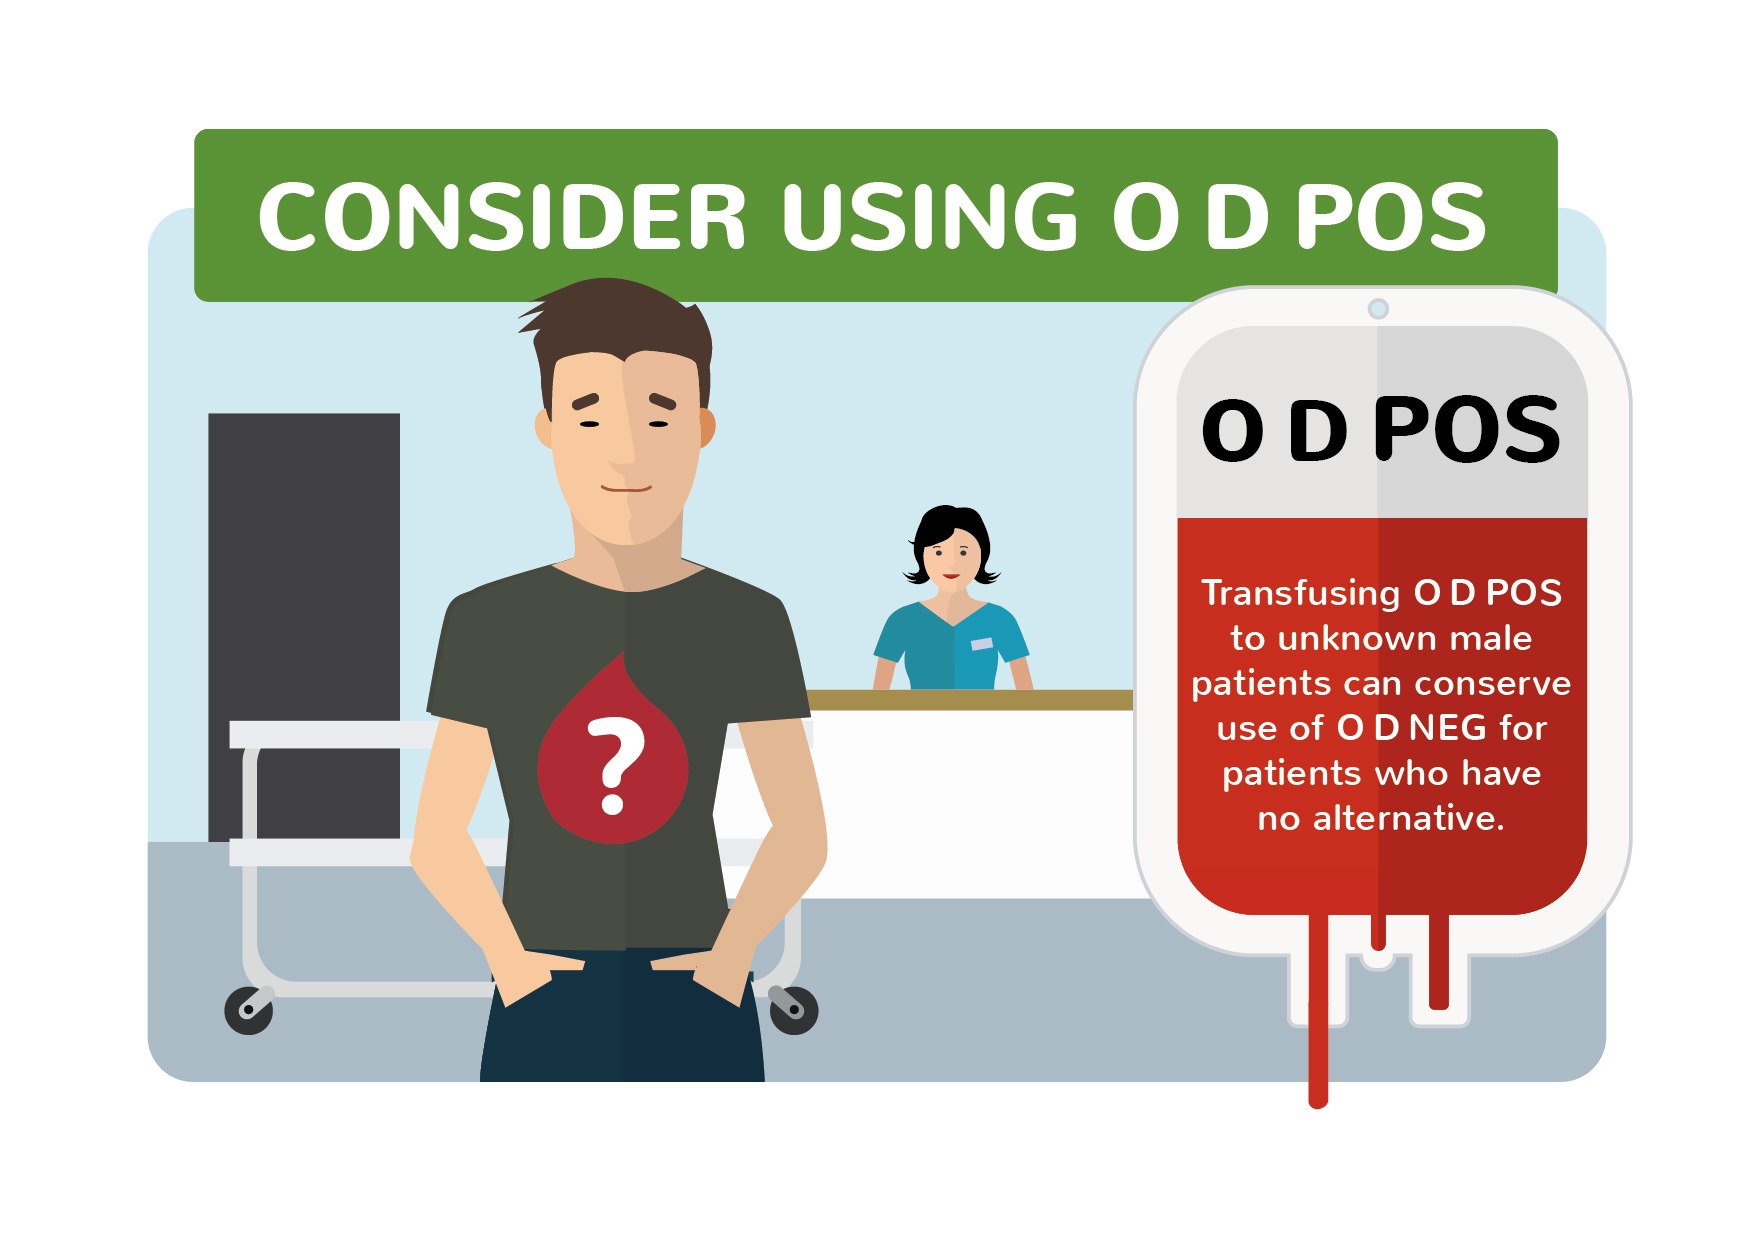 CONSIDER USING O D POS
?
O D POS
Transfusing O D POS
to unknown male
patients can conserve
use of O D NEG for
patients who have
no alternative.